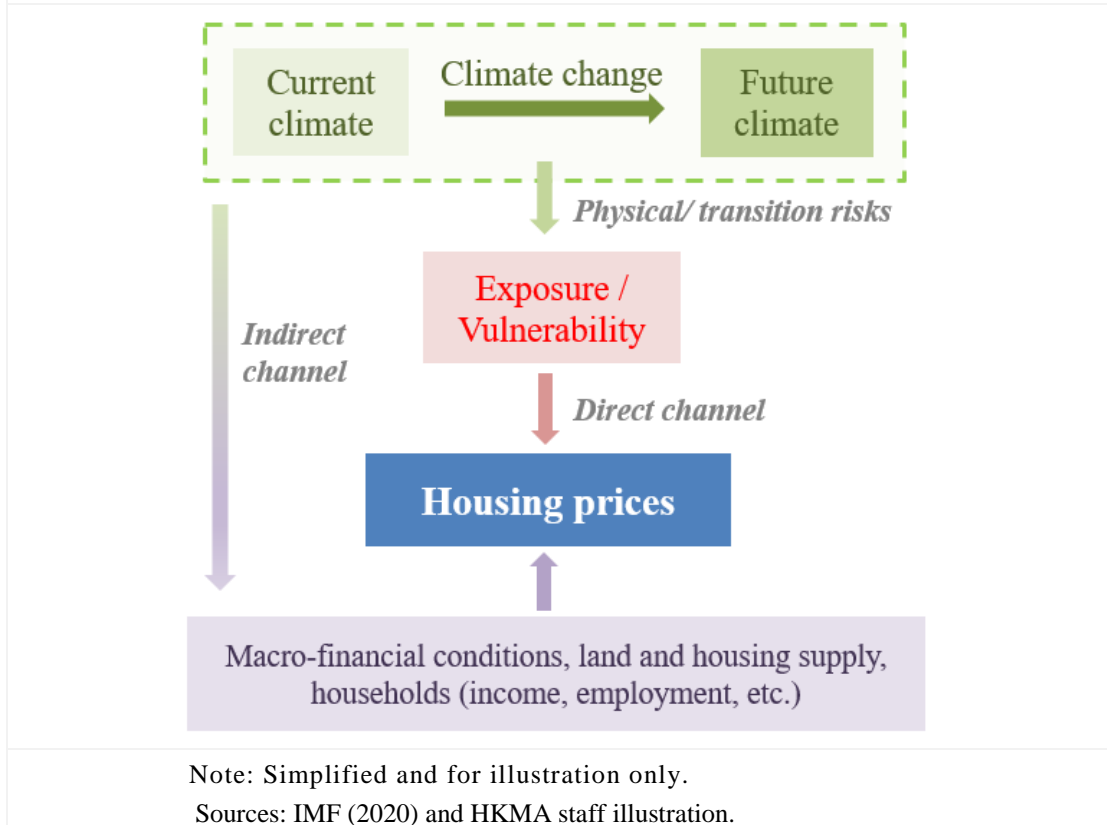 Current
climate
Climate change
Future
climate
Physical/ transition risks
Exposure /
Vulnerability
Indirect
channel
Direct channel
Housing prices
Macro-financial conditions, land and housing supply,
households (income, employment, etc.)
Note: Simplified and for illustration only.
Sources: IMF (2020) and HKMA staff illustration.